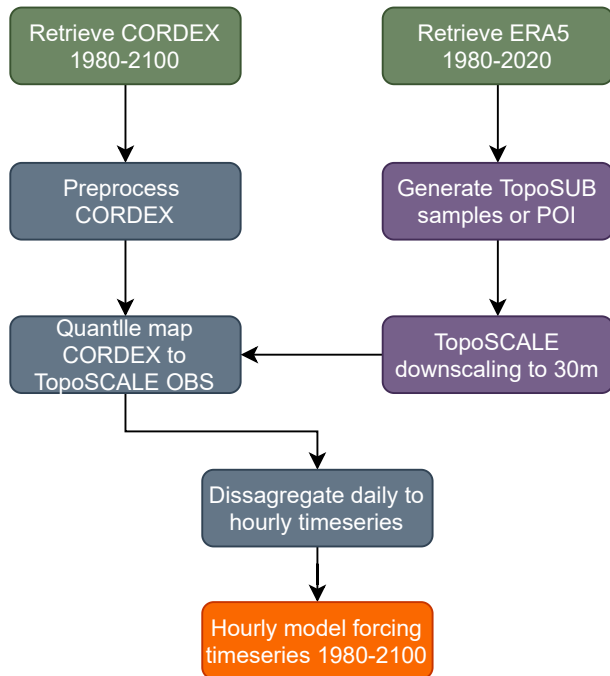 Retrieve CORDEX
1980-2100
Retrieve ERA5
1980-2020
Preprocess
CORDEX
Generate TopoSUB
samples or POI
Quantlle map
CORDEX to
TopoSCALE OBS
TopoSCALE
downscaling to 30m
Dissagregate daily to
hourly timeseries
Hourly model forcing
timeseries 1980-2100